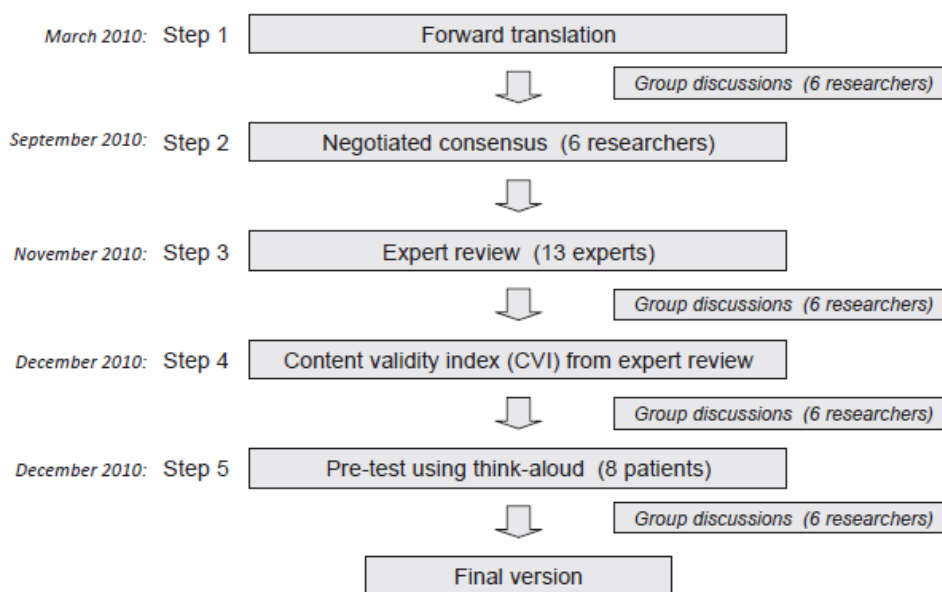 March 2010: Step 1 Forward translation
Group discussions (6 researchers)
September 2010: Step 2 Negotiated consensus (6 researchers)
November 2010: Step 3 Expert review (13 experts)
Group discussions (6 researchers)
December 2010: Step 4 Content validity index (CVI) from expert review
Group discussions (6 researchers)
December 2010: Step 5 Pre-test using think-aloud (8 patients)
Group discussions (6 researchers)
Final version